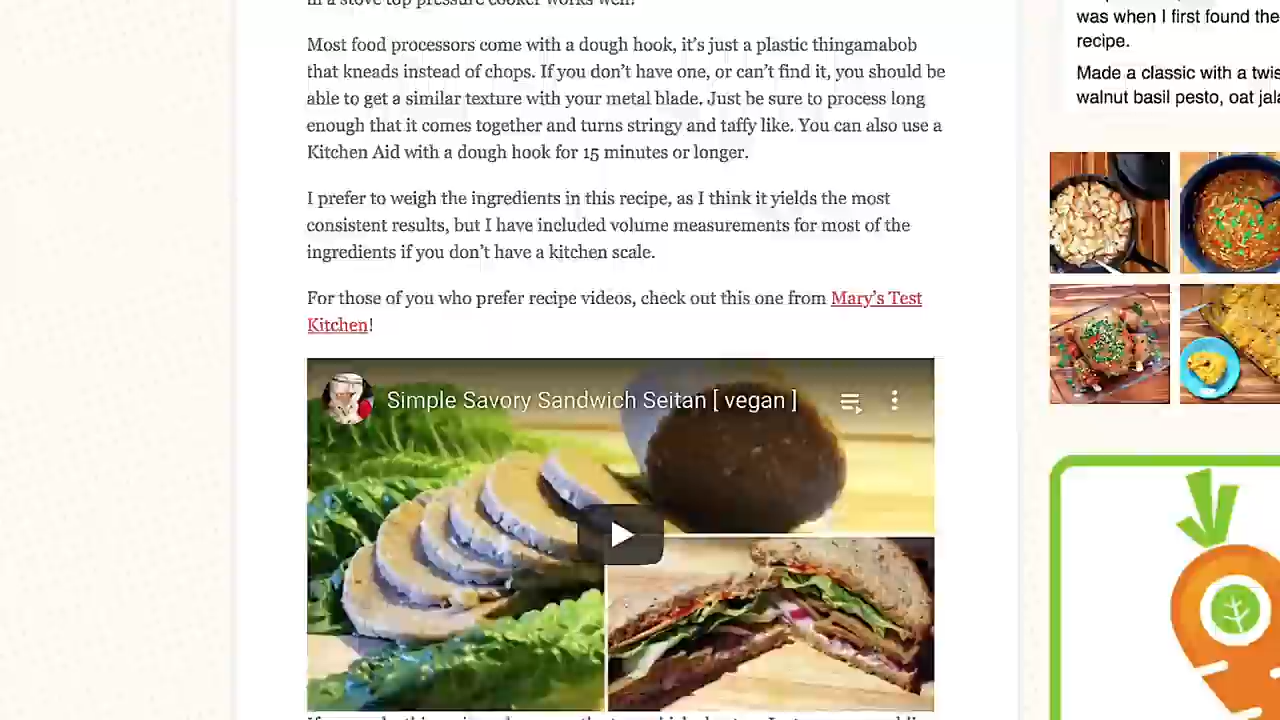 in a stove top pressure cooker works well!
Most food processors come with a dough hook, it's just a plastic thingamabob
that kneads instead of chops. If you don't have one, or can't find it, you should be
able to get a similar texture with your metal blade. Just be sure to process long
enough that it comes together and turns stringy and taffy like. You can also use a
Kitchen Aid with a dough hook for 15 minutes or longer.
I prefer to weigh the ingredients in this recipe, as I think it yields the most
consistent results, but I have included volume measurements for most of the
ingredients if you don't have a kitchen scale.
For those of you who prefer recipe videos, check out this one from Mary's Test
Kitchen!
Simple Savory Sandwich Seitan [ vegan ]
was when I first found the
recipe.
Made a classic with a twis
walnut basil pesto, oat jala